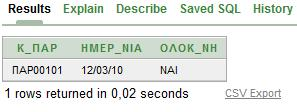 Results Explain Describe Saved SQL History
Κ_ΠΑΡ ΗΜΕΡ_ΝΙΑ ΟΛΟΚ_ΝΗ
ΠΑΡ00101 12/03/10 ΝΑΙ
1 rows returned in 0,02 seconds CSV Export